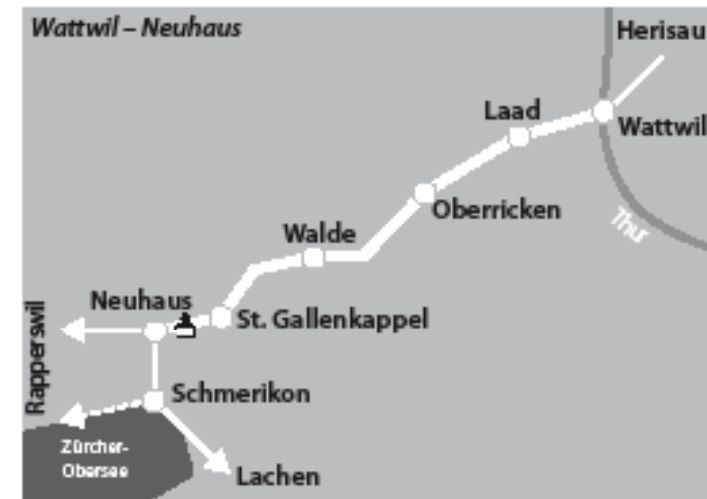 Wattwil – Neuhaus
Herisau
Laad
Wattwil
Oberricken
Thur
Walde
Neuhaus
St. Gallenkappel
Rapperswil
Schmerikon
Zürcher-
Obersee
Lachen